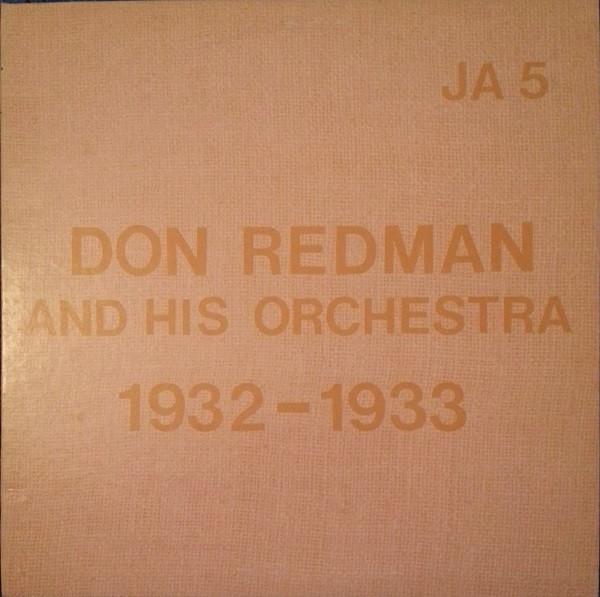 JA 5
DON REDMAN
AND HIS ORCHESTRA
1932-1933